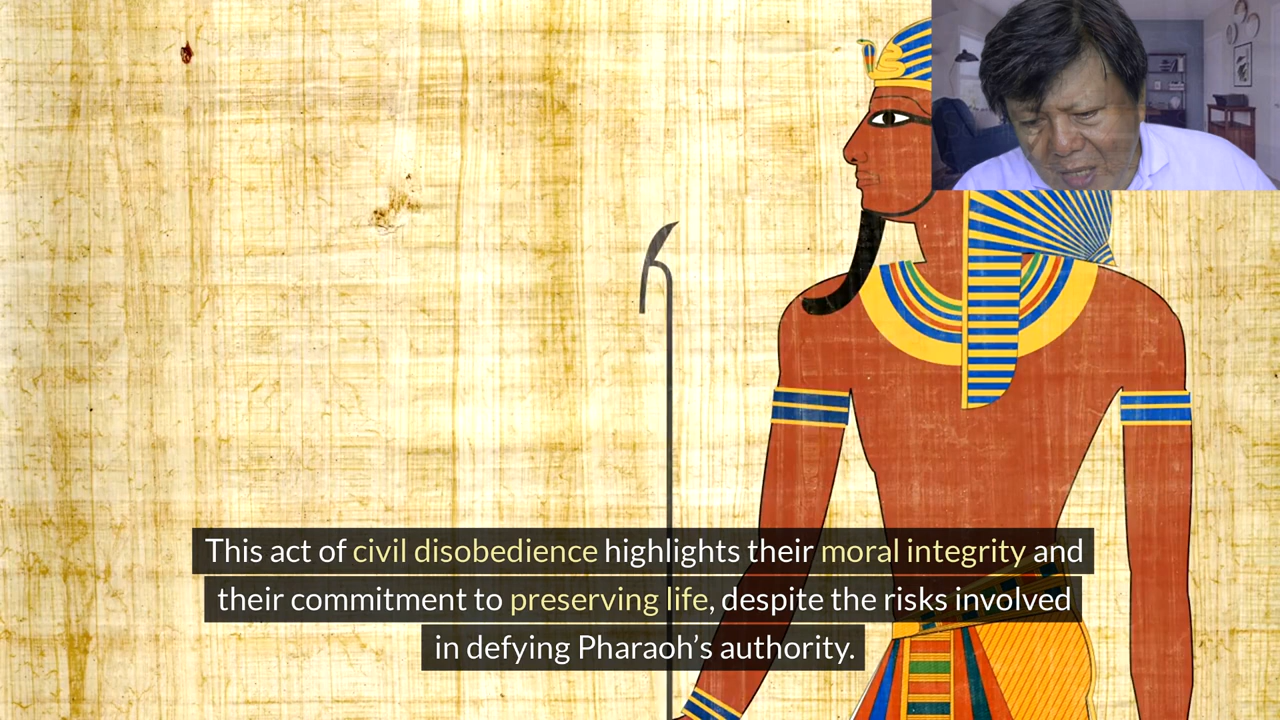 This act of civil disobedience highlights their moral integrity and
their commitment to preserving life, despite the risks involved
in defying Pharaoh’s authority.